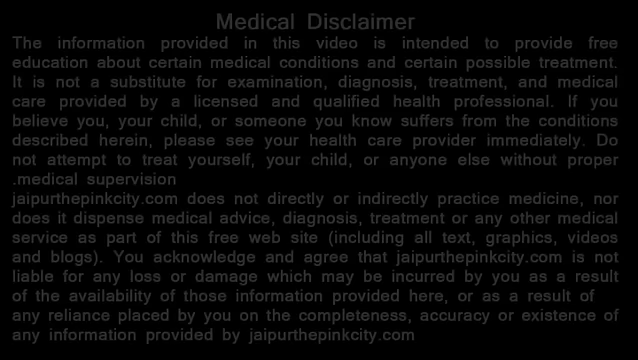 Medical Disclaimer
The information provided in this video is intended to provide free
education about certain medical conditions and certain possible treatment.
It is not a substitute for examination, diagnosis, treatment, and medical
care provided by a licensed and qualified health professional. If you
believe you, your child, or someone you know suffers from the conditions
described herein, please see your health care provider immediately. Do
not attempt to treat yourself, your child, or anyone else without proper
.medical supervision
jaipurthepinkcity.com does not directly or indirectly practice medicine, nor
does it dispense medical advice, diagnosis, treatment or any other medical
service as part of this free web site (including all text, graphics, videos
and blogs). You acknowledge and agree that jaipurthepinkcity.com is not
liable for any loss or damage which may be incurred by you as a result
of the availability of those information provided here, or as a result of
any reliance placed by you on the completeness, accuracy or existence of
any information provided by jaipurthepinkcity.com